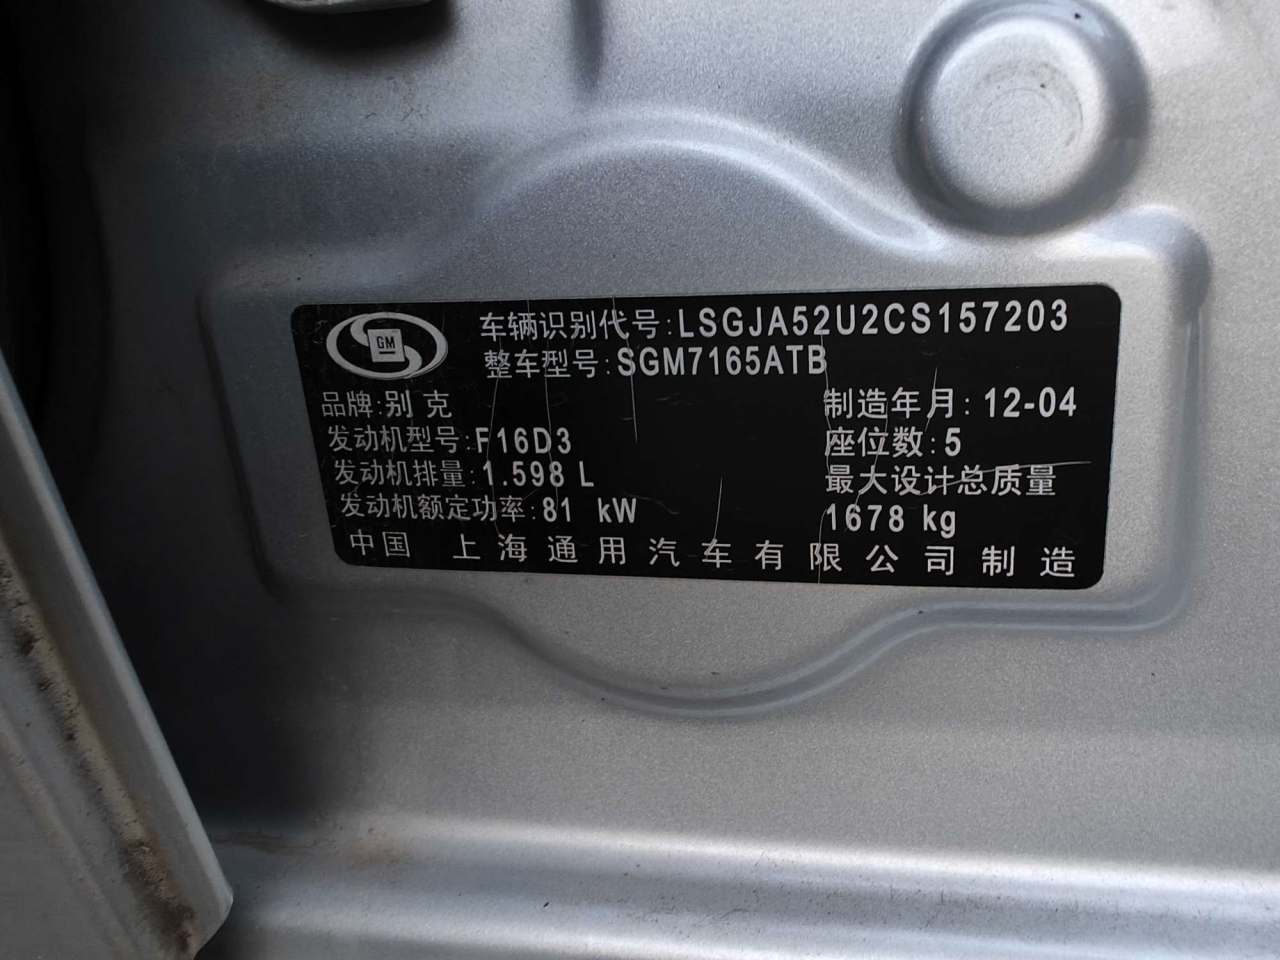 GM
车辆识别代号:LSGJA52U2CS157203
整车型号:SGM7165ATB
品牌:别克
制造年月:12-04
发动机型号:F16D3
座位数:5
发动机排量:1.598 L
最大设计总质量
发动机额定功率:81 kW
1678 kg
中国 上海通用汽车有限公司制造